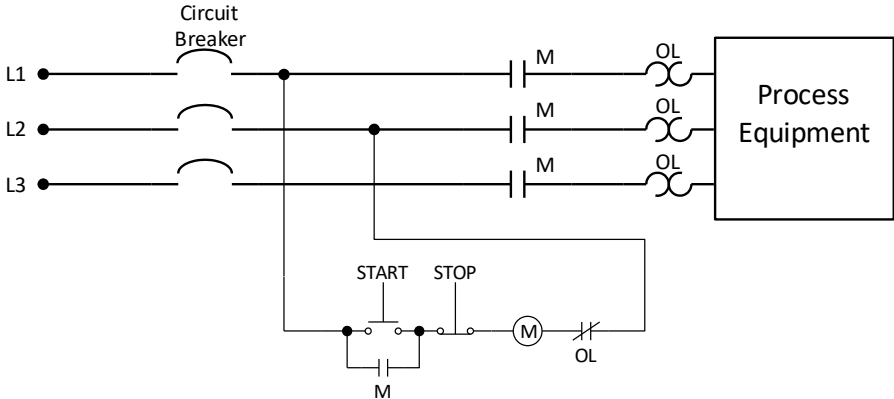 Circuit
Breaker
L1
M
OL
L2
M
OL
L3
M
OL
Process
Equipment
START
STOP
M
OL
M